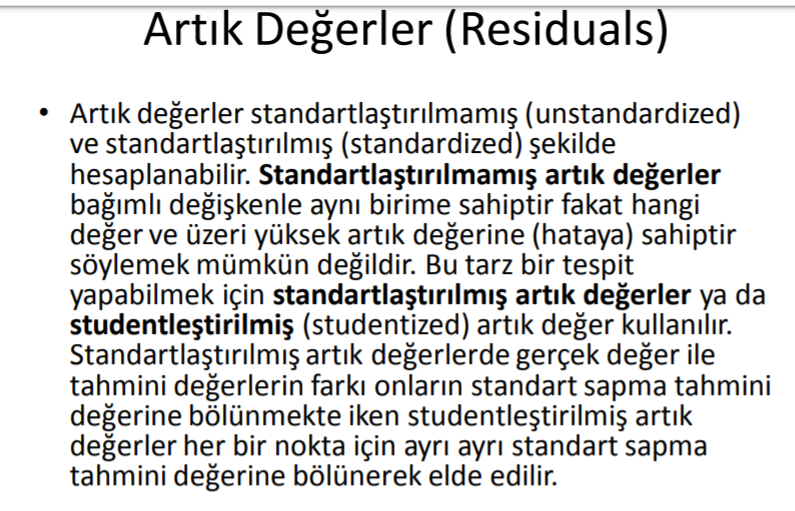 Artık Değerler (Residuals)
• Artık değerler standartlaştırılmamış (unstandardized)
ve standartlaştırılmış (standardized) şekilde
hesaplanabilir. Standartlaştırılmamış artık değerler
bağımlı değişkenle aynı birime sahiptir fakat hangi
değer ve üzeri yüksek artık değerine (hataya) sahiptir
söylemek mümkün değildir. Bu tarz bir tespit
yapabilmek için standartlaştırılmış artık değerler ya da
studentleştirilmiş (studentized) artık değer kullanılır.
Standartlaştırılmış artık değerlerde gerçek değer ile
tahmini değerlerin farkı onların standart sapma tahmini
değerine bölünmekte iken studentleştirilmiş artık
değerler her bir nokta için ayrı ayrı standart sapma
tahmini değerine bölünerek elde edilir.